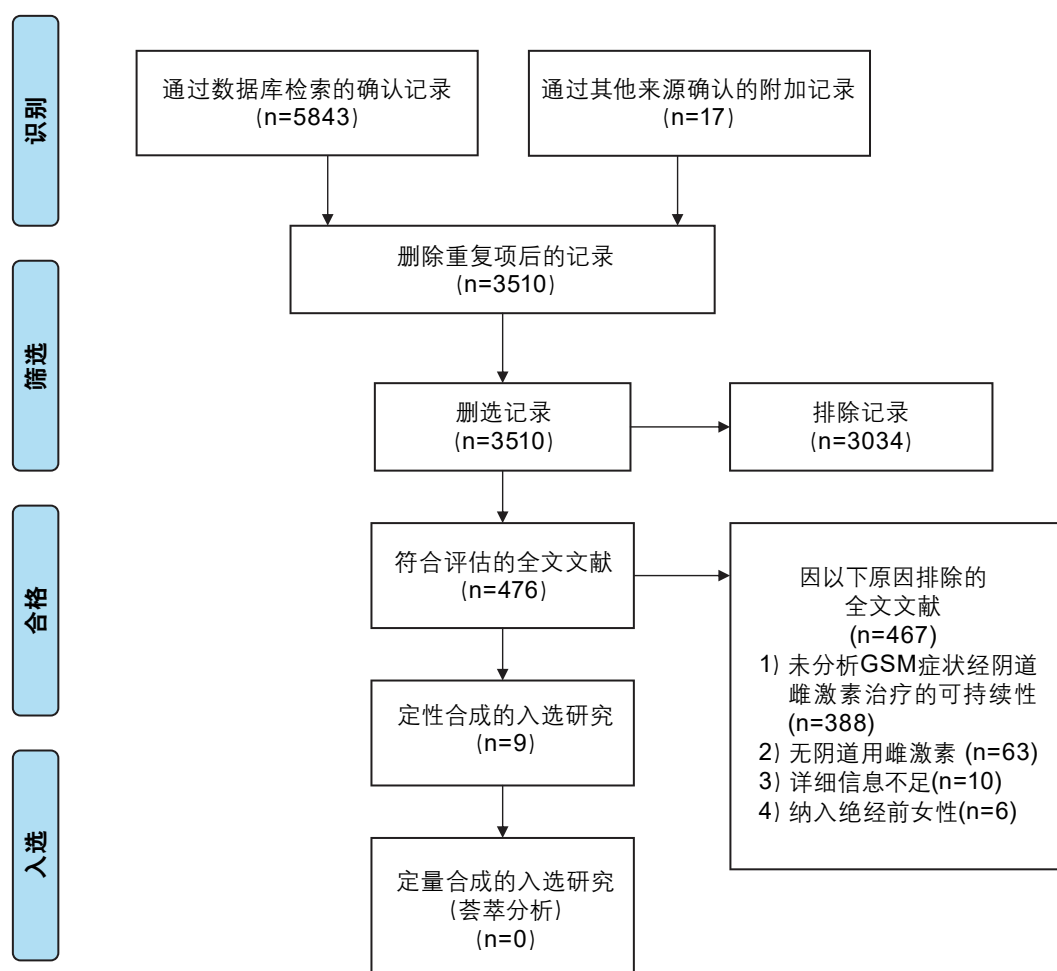 识别
通过数据库检索的确认记录
(n=5843)
通过其他来源确认的附加记录
(n=17)
删除重复项后的记录
(n=3510)
筛选
删选记录
(n=3510)
排除记录
(n=3034)
合格
符合评估的全文文献
(n=476)
因以下原因排除的
全文文献
(n=467)
1) 未分析GSM症状经阴道
雌激素治疗的可持续性
(n=388)
2) 无阴道用雌激素 (n=63)
3) 详细信息不足(n=10)
4) 纳入绝经前女性(n=6)
定性合成的入选研究
(n=9)
入选
定量合成的入选研究
(荟萃分析)
(n=0)